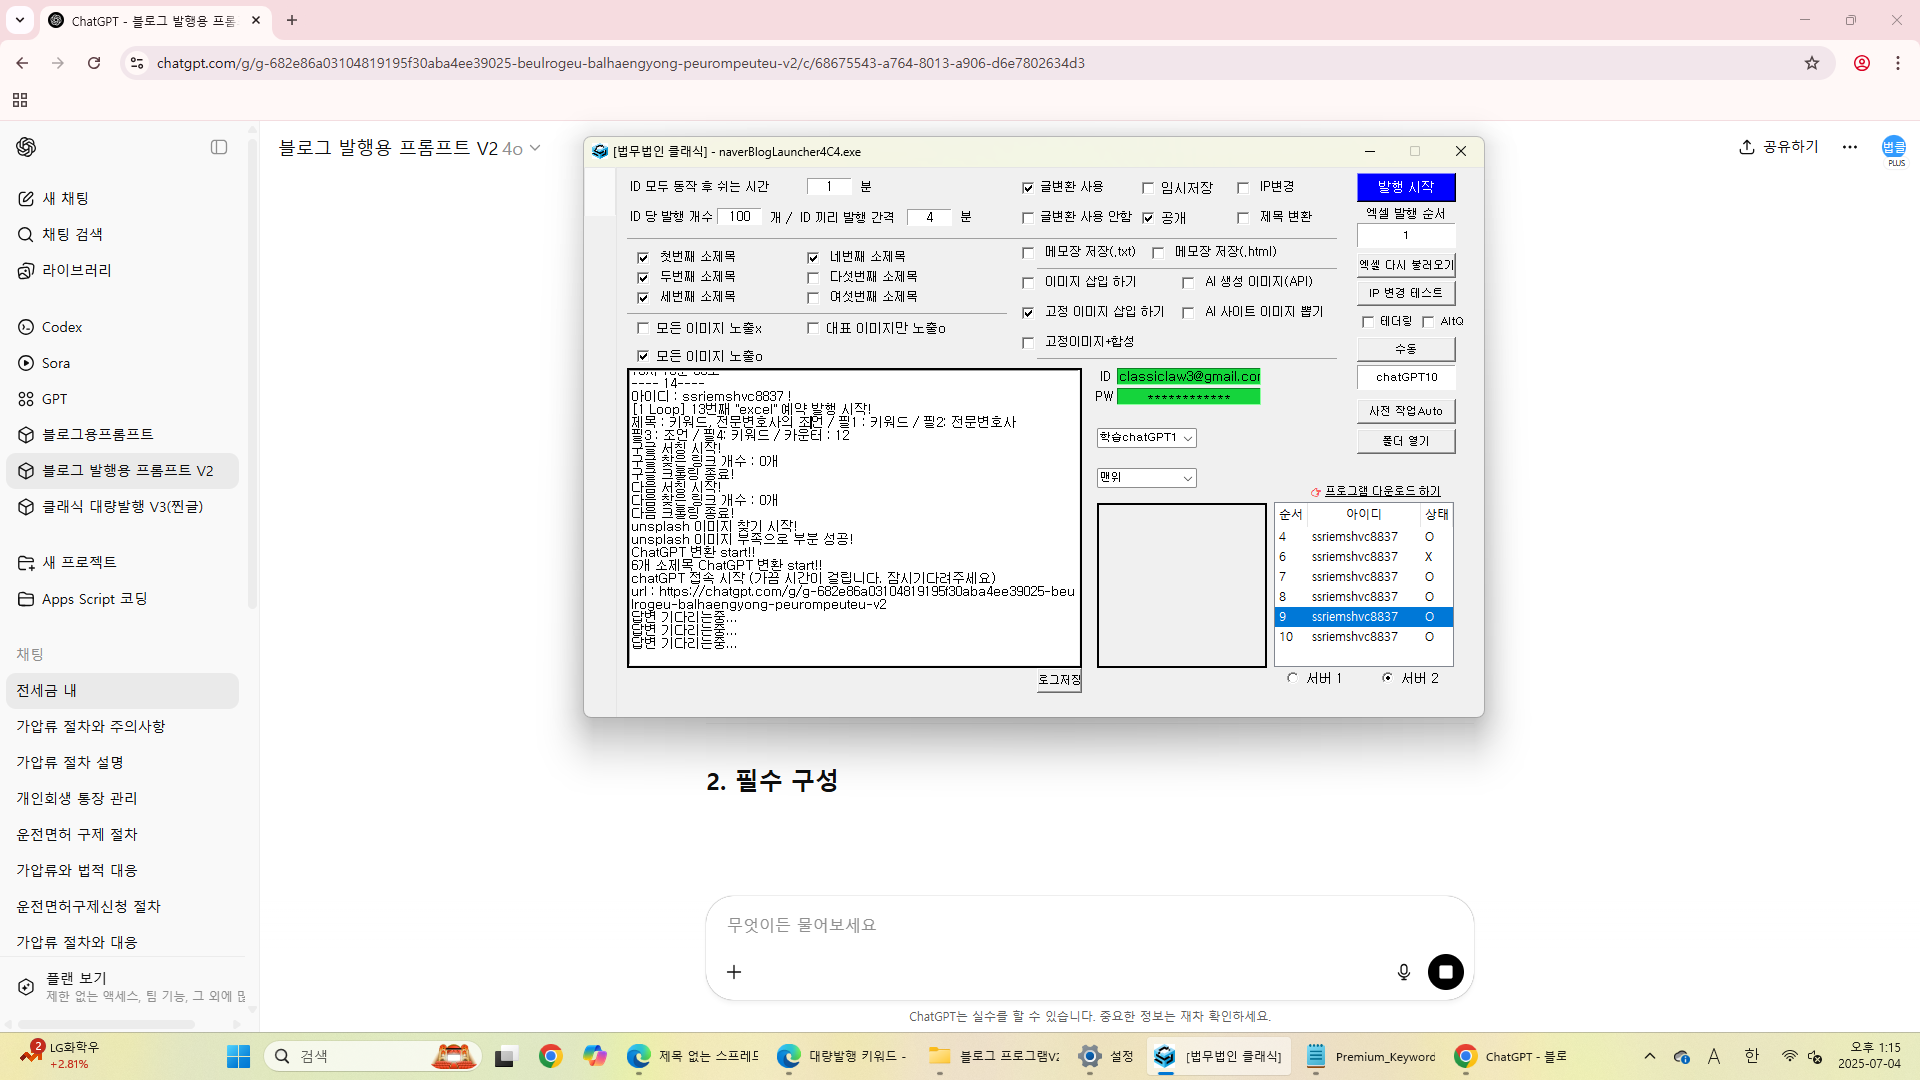 ChatGPT - 블로그 발행용 프롬
chatgpt.com/g/g-682e86a03104819195f30aba4ee39025-beulrogeu-balhaengyong-peurompeuteu-v2/c/68675543-a764-8013-a906-d6e7802634d3
블로그 발행용 프롬프트 V2 4o
공유하기
법클
PLUS
새 채팅
채팅 검색
라이브러리
Codex
Sora
GPT
블로그용프롬프트
블로그 발행용 프롬프트 V2
클래식 대량발행 V3(찐글)
새 프로젝트
Apps Script 코딩
채팅
전세금 내
가압류 절차와 주의사항
가압류 절차 설명
개인회생 통장 관리
운전면허 구제 절차
가압류와 법적 대응
운전면허구제신청 절차
가압류 절차와 대응
플랜 보기
제한 없는 액세스, 팀 기능, 그 외에 많
[법무법인 클래식] - naverBlogLauncher4C4.exe
ID 모두 동작 후 쉬는 시간 1 분
ID 당 발행 개수 100 개 / ID 끼리 발행 간격 4 분
글변환 사용 임시저장 IP변경
글변환 사용 안함 공개 제목 변환
발행 시작
엑셀 발행 순서
1
엑셀 다시 불러오기
IP 변경 테스트
테더링 AltQ
수동
chatGPT10
사전 작업Auto
폴더 열기
첫번째 소제목 네번째 소제목
두번째 소제목 다섯번째 소제목
세번째 소제목 여섯번째 소제목
모든 이미지 노출x 대표 이미지만 노출o
모든 이미지 노출o
메모장 저장(.txt) 메모장 저장(.html)
이미지 삽입 하기 AI 생성 이미지(API)
고정 이미지 삽입 하기 AI 사이트 이미지 뽑기
고정이미지+합성
---- 14----
아이디 : ssriemshvc8837 !
[1 Loop] 13번째 "excel" 예약 발행 시작!
제목 : 키워드, 전문변호사의 조언 / 필1 : 키워드 / 필2: 전문변호사
필3 : 조언 / 필4: 키워드 / 카운터 : 12
구글 서칭 시작!
구글 찾은 링크 개수 : 0개
구글 크롤링 종료!
다음 서칭 시작!
다음 찾은 링크 개수 : 0개
다음 크롤링 종료!
unsplash 이미지 찾기 시작!
unsplash 이미지 부족으로 부분 성공!
ChatGPT 변환 start!!
6개 소제목 ChatGPT 변환 start!!
chatGPT 접속 시작 (가끔 시간이 걸립니다. 잠시기다려주세요)
url : https://chatgpt.com/g/g-682e86a03104819195f30aba4ee39025-beu
lrogeu-balhaengyong-peurompeuteu-v2
답변 기다리는중...
답변 기다리는중...
답변 기다리는중...
로그저장
ID classiclaw3@gmail.com
PW ************
학습chatGPT1
맨위
프로그램 다운로드 하기
순서 아이디 상태
4 ssriemshvc8837 O
6 ssriemshvc8837 X
7 ssriemshvc8837 O
8 ssriemshvc8837 O
9 ssriemshvc8837 O
10 ssriemshvc8837 O
서버 1 서버 2
2. 필수 구성
무엇이든 물어보세요
ChatGPT는 실수를 할 수 있습니다. 중요한 정보는 재차 확인하세요.
2
LG화학우
+2.81%
검색
제목 없는 스프레드
대량발행 키워드 -
블로그 프로그램V2
설정
[법무법인 클래식]
Premium_Keyword
ChatGPT - 블로
A
한
오후 1:15
2025-07-04